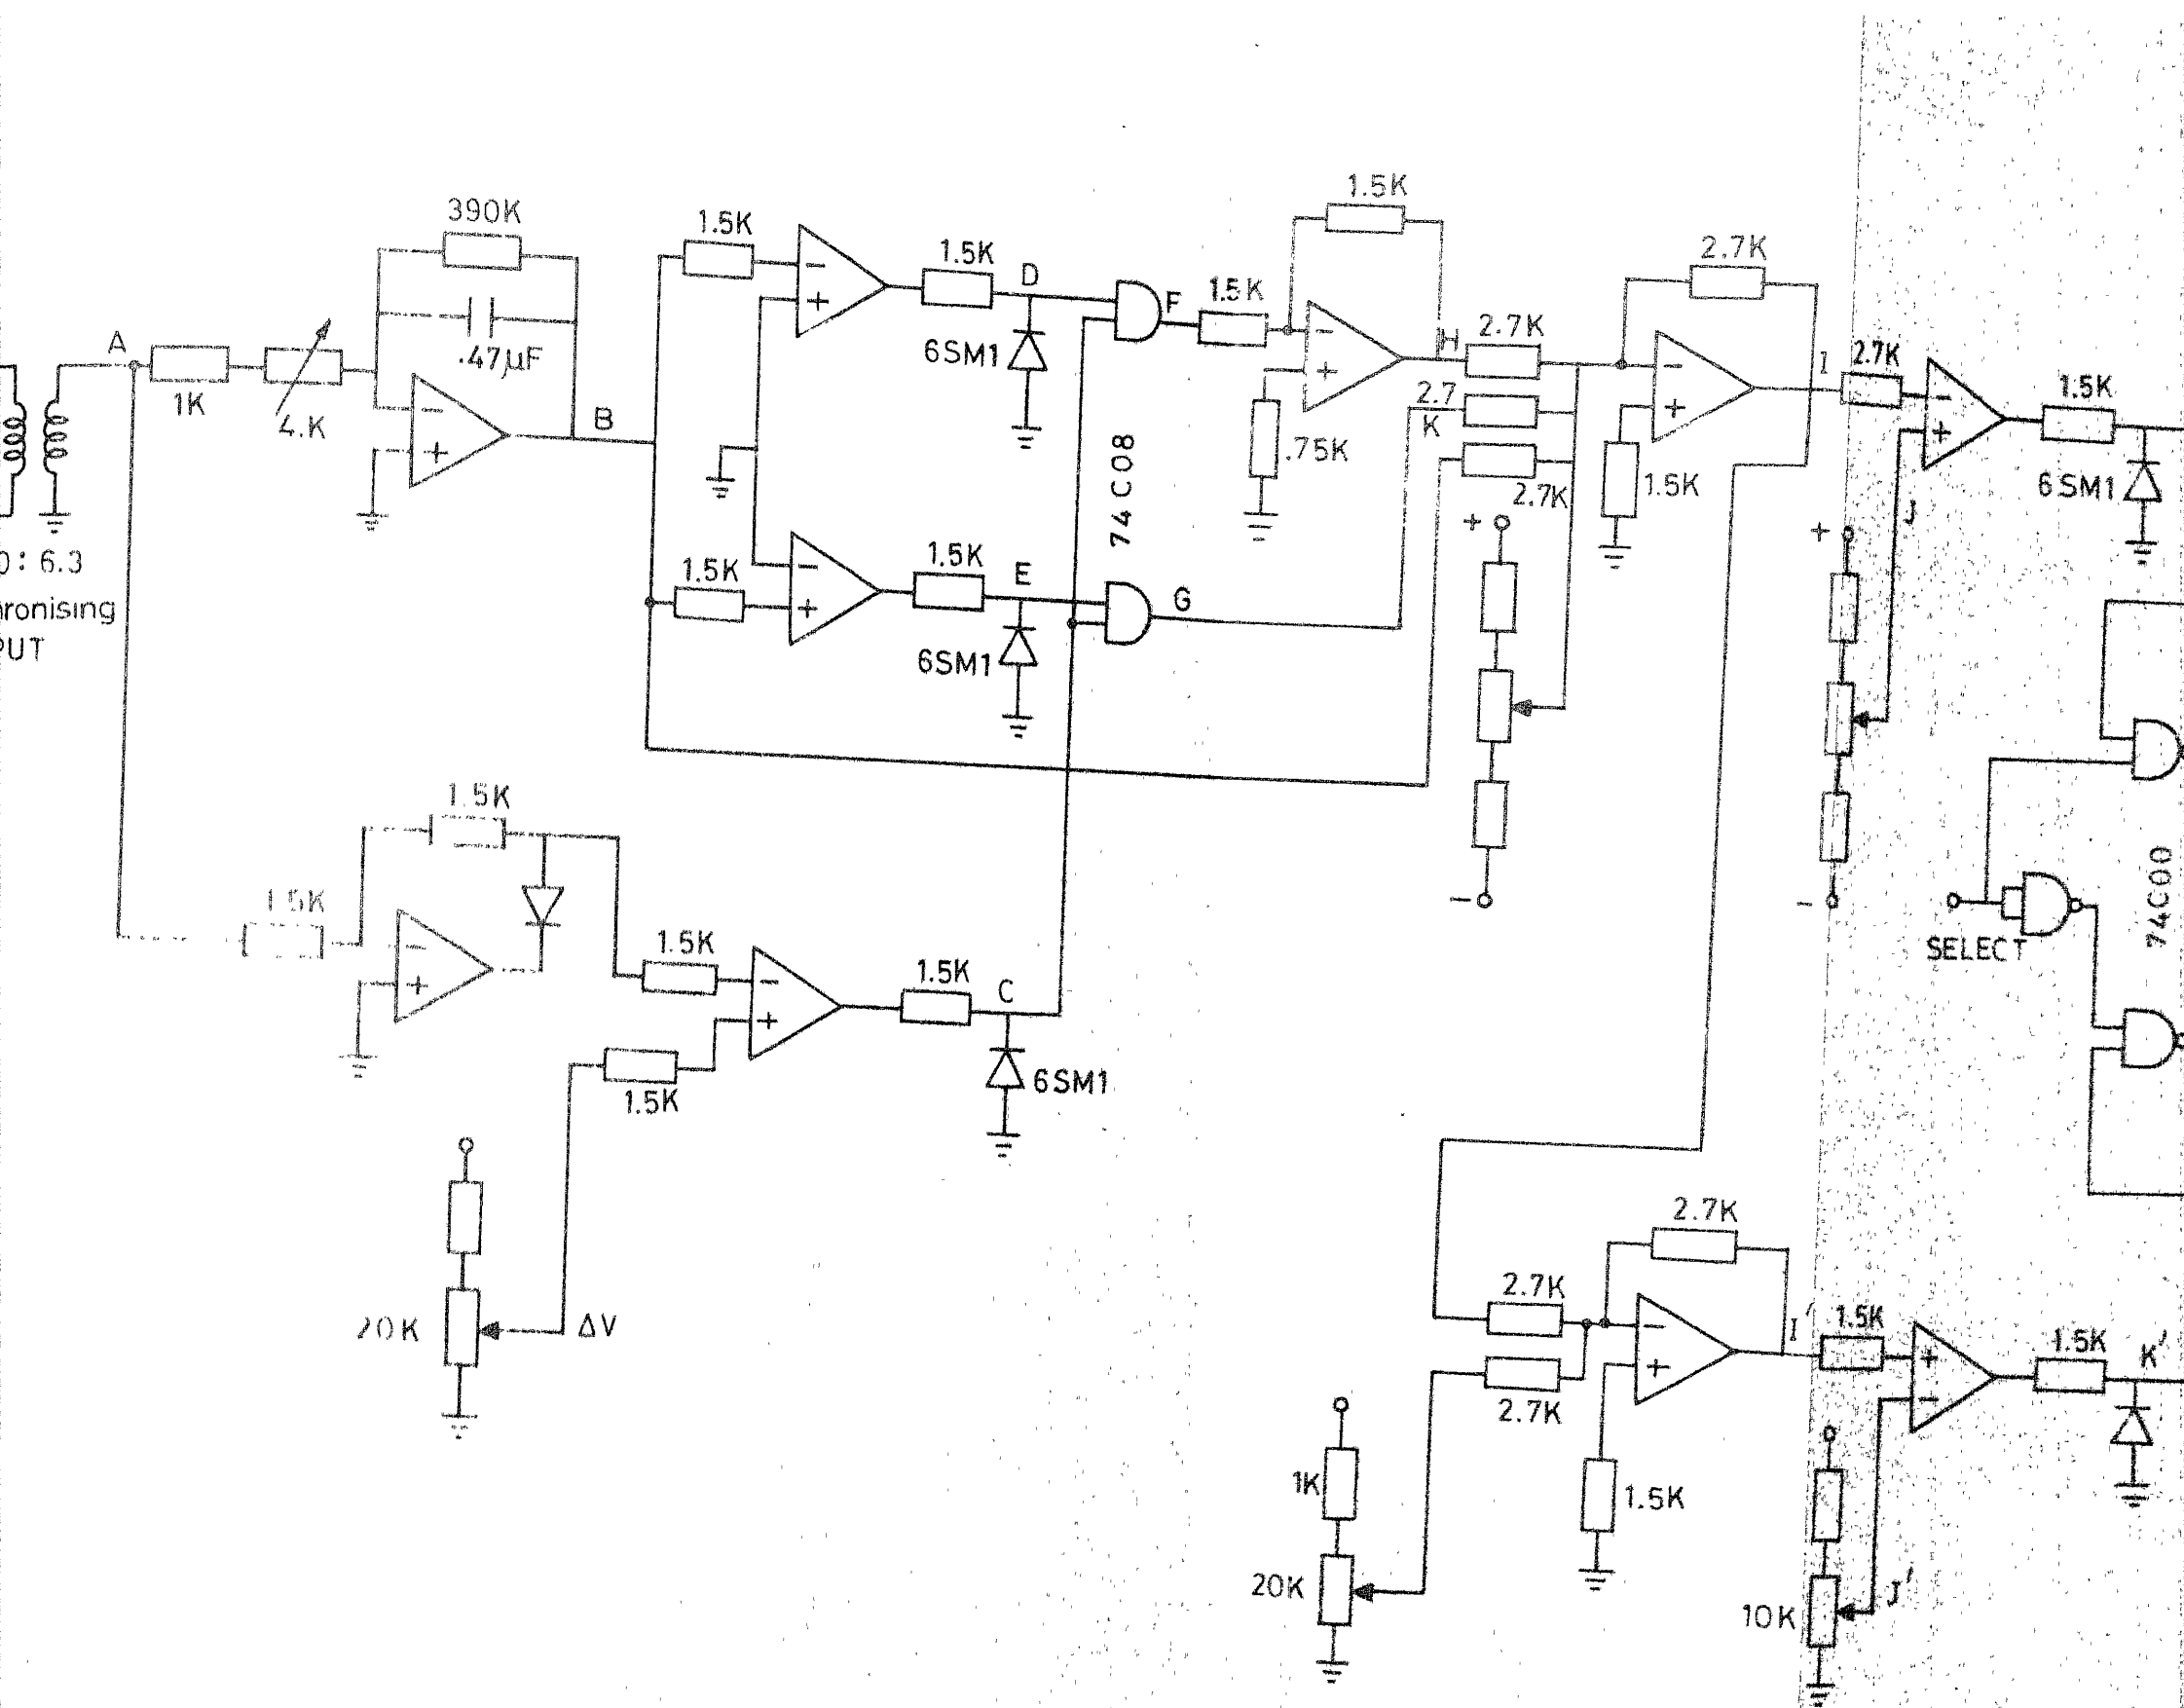 390K
.47µF
A
1K
4.K
B
−
+
: 6.3
ronising
PUT
1.5K
−
+
1.5K
D
6SM1
1.5K
−
+
1.5K
E
6SM1
74C08
F
1.5K
1.5K
−
+
.75K
G
H
2.7K
2.7
K
2.7K
2.7K
−
+
1.5K
+
−
I
2.7K
−
+
J
+
−
1.5K
6SM1
SELECT
74C00
1.5K
1.5K
−
+
1.5K
1.5K
−
+
1.5K
C
6SM1
20K
ΔV
2.7K
2.7K
2.7K
−
+
1.5K
1K
20K
I'
1.5K
+
−
J'
10K
1.5K
K'